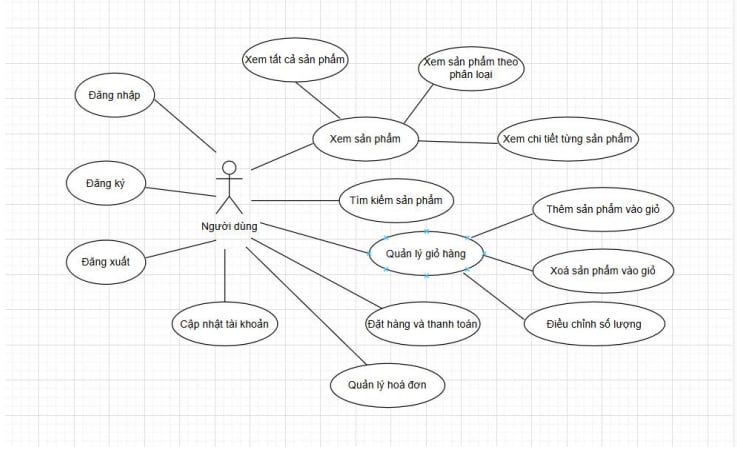 Xem tất cả sản phẩm
Xem sản phẩm theo
phân loại
Đăng nhập
Xem sản phẩm
Xem chi tiết từng sản phẩm
Đăng ký
Tìm kiếm sản phẩm
Thêm sản phẩm vào giỏ
Người dùng
Quản lý giỏ hàng
Đăng xuất
Xoá sản phẩm vào giỏ
Cập nhật tài khoản
Đặt hàng và thanh toán
Điều chỉnh số lượng
Quản lý hoá đơn